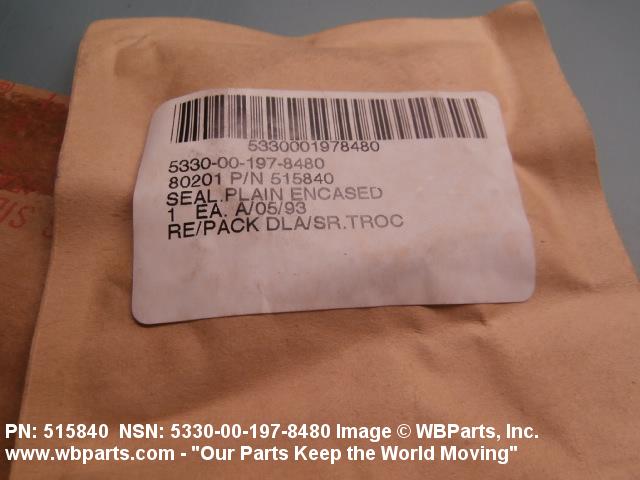 5330001978480
5330-00-197-8480
80201 P/N 515840
SEAL.PLAIN ENCASED
1 EA. A/05/93
RE/PACK DLA/SR.TROC
PN: 515840 NSN: 5330-00-197-8480 Image © WBParts, Inc.
www.wbparts.com - "Our Parts Keep the World Moving"